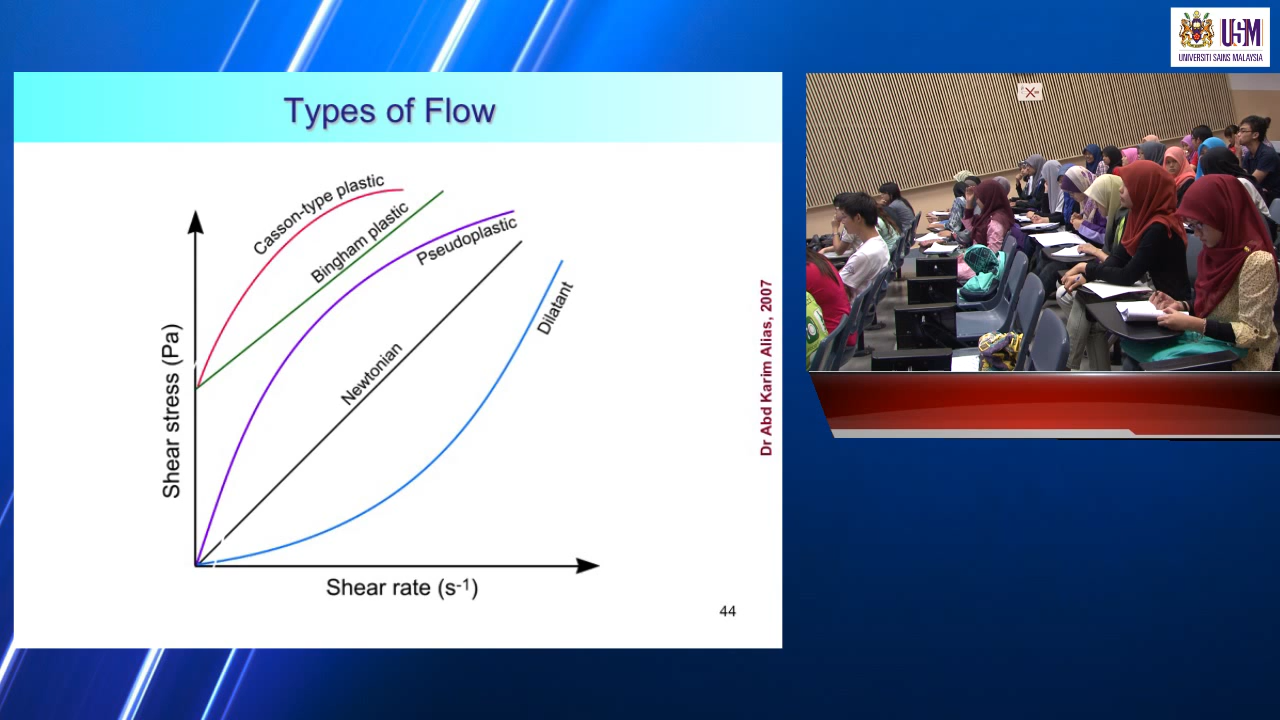 USM
UNIVERSITI SAINS MALAYSIA
Types of Flow
Casson-type plastic
Bingham plastic
Pseudoplastic
Newtonian
Dilatant
Shear stress (Pa)
Shear rate (s-1)
44
Dr Abd Karim Alias, 2007